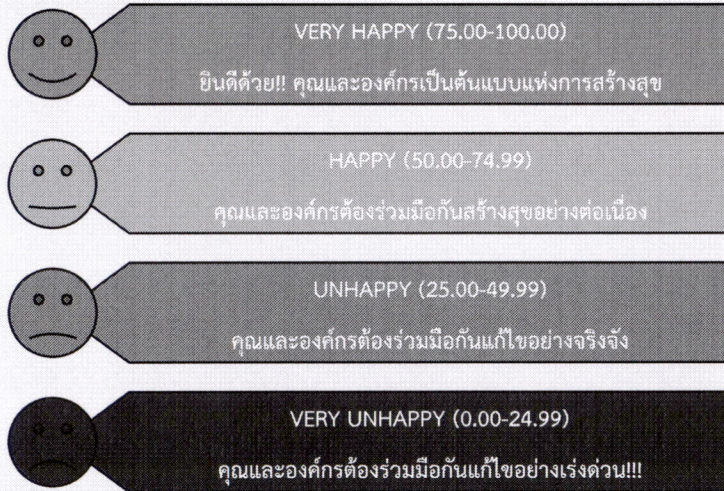 VERY HAPPY (75.00-100.00)
ยินดีด้วย!! คุณและองค์กรเป็นต้นแบบแห่งการสร้างสุข
HAPPY (50.00-74.99)
คุณและองค์กรต้องร่วมมือกันสร้างสุขอย่างต่อเนื่อง
UNHAPPY (25.00-49.99)
คุณและองค์กรต้องร่วมมือกันแก้ไขอย่างจริงจัง
VERY UNHAPPY (0.00-24.99)
คุณและองค์กรต้องร่วมมือกันแก้ไขอย่างเร่งด่วน!!!